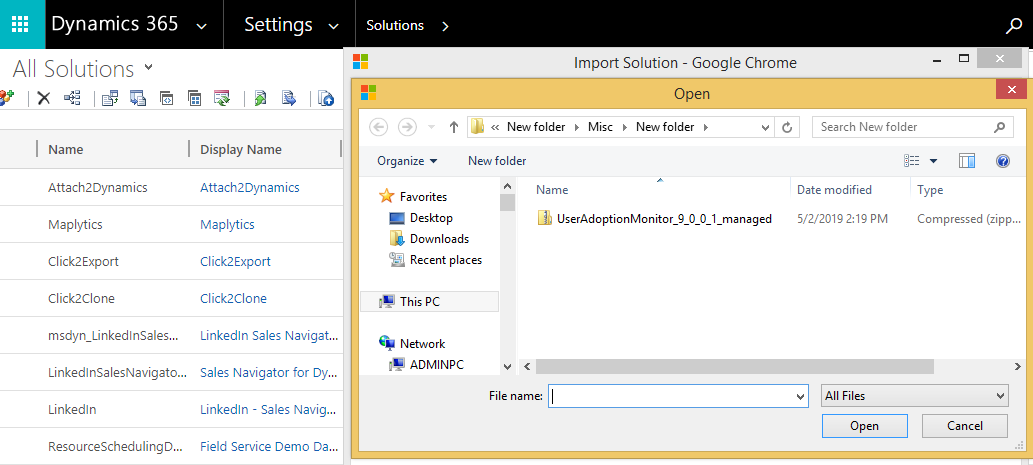 Dynamics 365 Settings Solutions
All Solutions
Name Display Name
Attach2Dynamics Attach2Dynamics
Maplytics Maplytics
Click2Export Click2Export
Click2Clone Click2Clone
msdyn_LinkedInSales... LinkedIn Sales Navigat...
LinkedInSalesNavigato... Sales Navigator for Dy...
LinkedIn LinkedIn - Sales Navig...
ResourceSchedulingD... Field Service Demo Da...
Import Solution - Google Chrome
Open
« New folder Misc New folder Search New folder
Organize New folder
Favorites
Desktop
Downloads
Recent places
This PC
Network
ADMINPC
Name Date modified Type
UserAdoptionMonitor_9_0_0_1_managed 5/2/2019 2:19 PM Compressed (zipp...
File name: All Files
Open Cancel